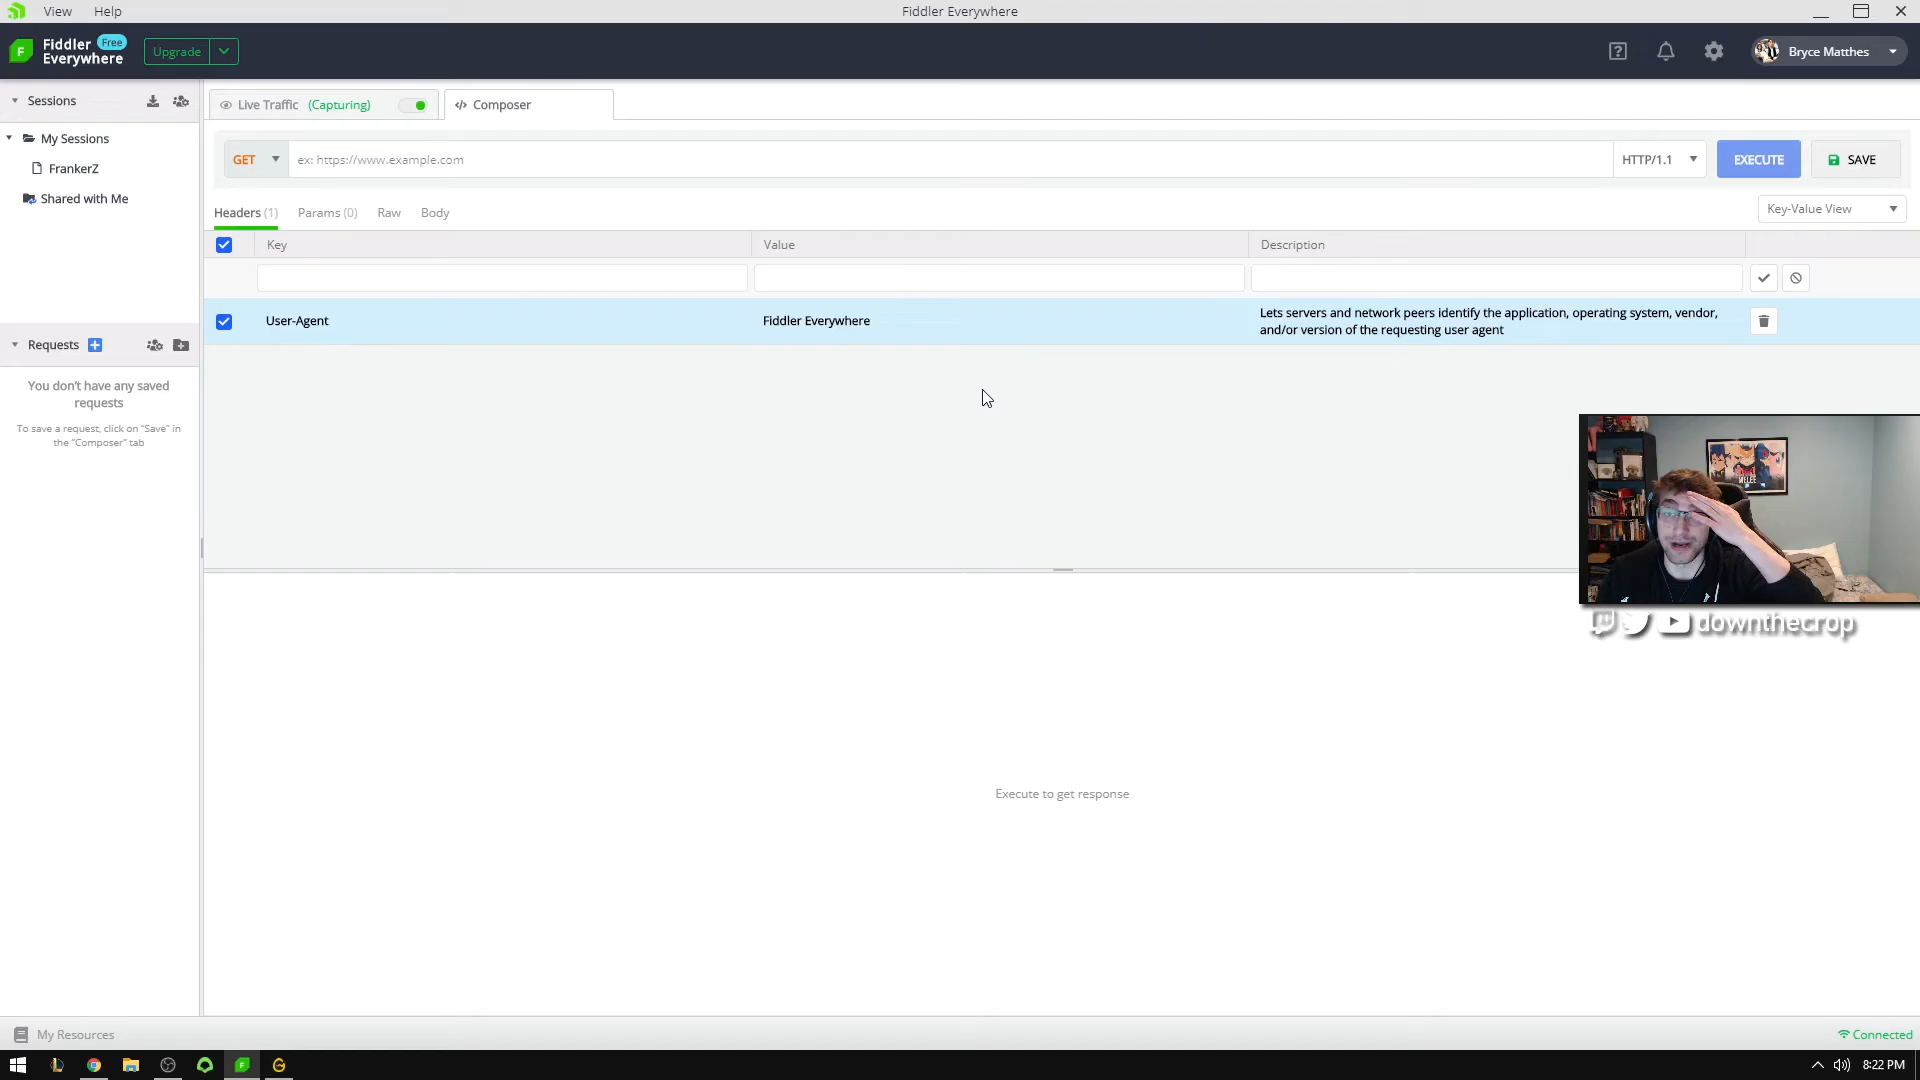 View Help Fiddler Everywhere
Fiddler Everywhere Free
Upgrade
Bryce Matthes
Sessions
My Sessions
FrankerZ
Shared with Me
Requests
You don't have any saved
requests
To save a request, click on "Save" in
the "Composer" tab
Live Traffic (Capturing)
Composer
GET ex: https://www.example.com HTTP/1.1 EXECUTE SAVE
Headers (1) Params (0) Raw Body Key-Value View
Key Value Description
User-Agent Fiddler Everywhere
Lets servers and network peers identify the application, operating system, vendor,
and/or version of the requesting user agent
MELEE
downthecrop
Execute to get response
My Resources Connected
8:22 PM